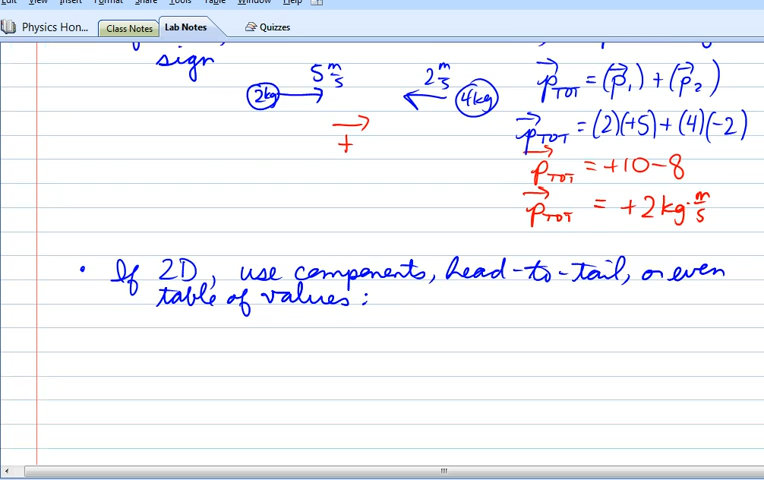 Edit View Insert Format Share Tools Table Window Help
Physics Hon... Class Notes Lab Notes Quizzes
sign
5 m/s
2 m/s
2kg
4kg
+
p⃗TOT = (p⃗1) + (p⃗2)
p⃗TOT = (2)(+5) + (4)(-2)
p⃗TOT = +10-8
p⃗TOT = +2 kg·m/s
• If 2D, use components, head-to-tail, or even
table of values: